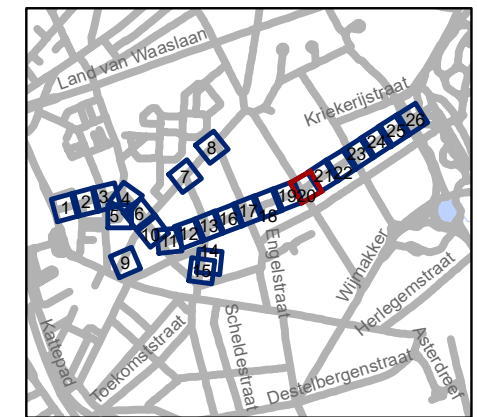 Land van Waaslaan
Kriekerijstraat
8
7
26
25
24
23
22
21
20
19
18
17
16
13
12
11
10
6
5
4
3
2
1
9
14
15
Engelstraat
Wijmakker
Herlegemstraat
Scheldestraat
Toekomststraat
Kattepad
Destelbergenstraat
Asterdreef